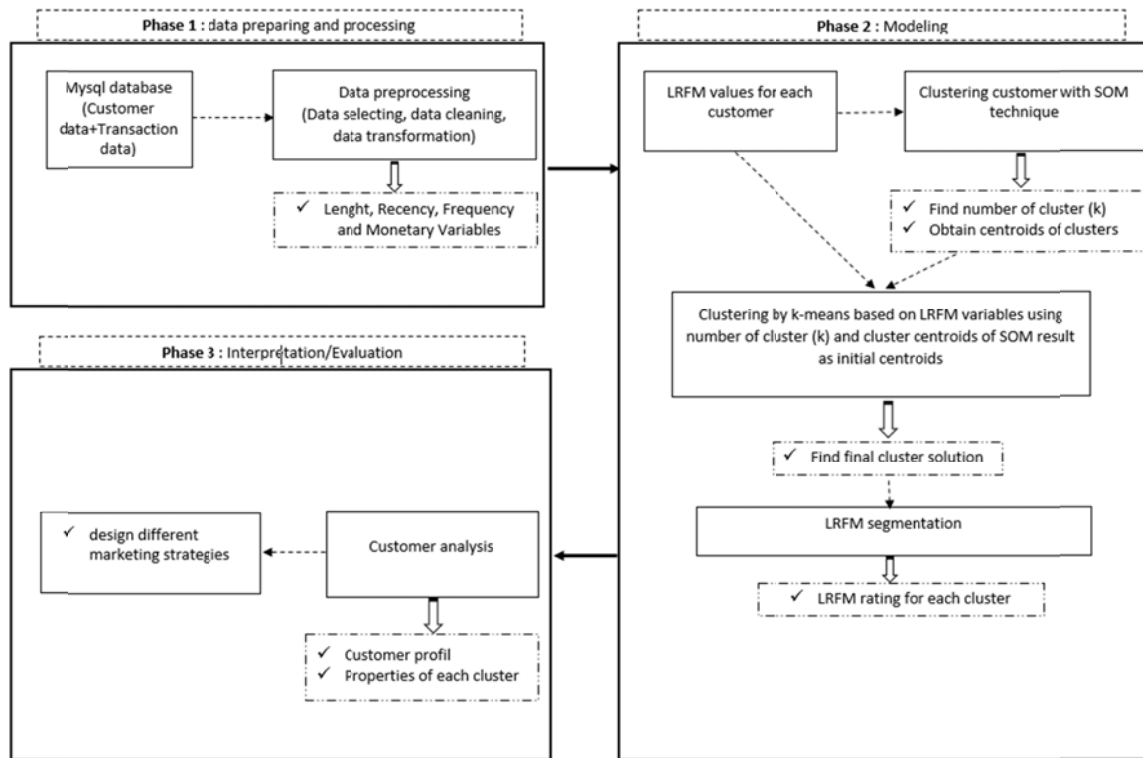 Phase 1 : data preparing and processing
Mysql database
(Customer
data+Transaction
data)
Data preprocessing
(Data selecting, data cleaning,
data transformation)
✓ Lenght, Recency, Frequency
and Monetary Variables
Phase 2 : Modeling
LRFM values for each
customer
Clustering customer with SOM
technique
✓ Find number of cluster (k)
✓ Obtain centroids of clusters
Clustering by k-means based on LRFM variables using
number of cluster (k) and cluster centroids of SOM result
as initial centroids
✓ Find final cluster solution
LRFM segmentation
✓ LRFM rating for each cluster
Phase 3 : Interpretation/Evaluation
✓ design different
marketing strategies
Customer analysis
✓ Customer profil
✓ Properties of each cluster